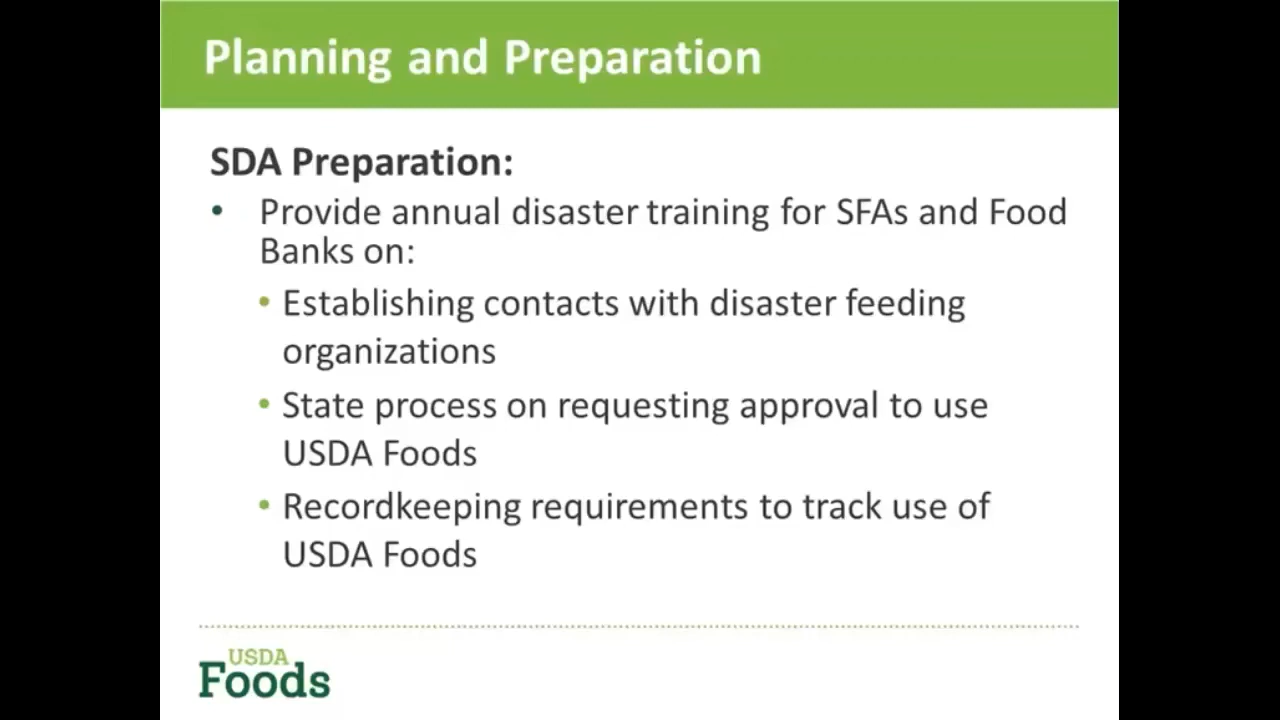 Planning and Preparation
SDA Preparation:
• Provide annual disaster training for SFAs and Food
Banks on:
• Establishing contacts with disaster feeding
organizations
• State process on requesting approval to use
USDA Foods
• Recordkeeping requirements to track use of
USDA Foods
USDA
Foods